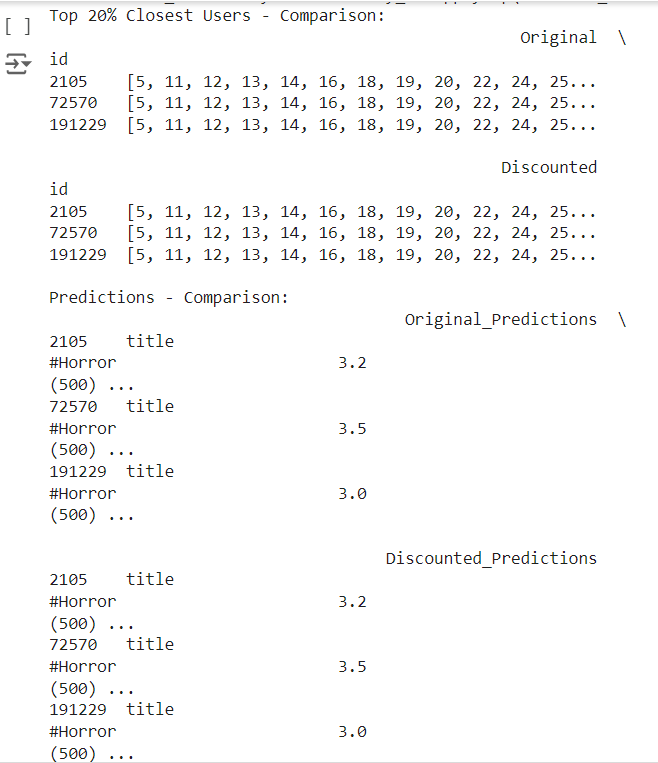 Top 20% Closest Users - Comparison:
[ ]
Original \
id
2105 [5, 11, 12, 13, 14, 16, 18, 19, 20, 22, 24, 25...
72570 [5, 11, 12, 13, 14, 16, 18, 19, 20, 22, 24, 25...
191229 [5, 11, 12, 13, 14, 16, 18, 19, 20, 22, 24, 25...
Discounted
id
2105 [5, 11, 12, 13, 14, 16, 18, 19, 20, 22, 24, 25...
72570 [5, 11, 12, 13, 14, 16, 18, 19, 20, 22, 24, 25...
191229 [5, 11, 12, 13, 14, 16, 18, 19, 20, 22, 24, 25...
Predictions - Comparison:
Original_Predictions \
2105 title
#Horror 3.2
(500) ...
72570 title
#Horror 3.5
(500) ...
191229 title
#Horror 3.0
(500) ...
Discounted_Predictions
2105 title
#Horror 3.2
(500) ...
72570 title
#Horror 3.5
(500) ...
191229 title
#Horror 3.0
(500) ...